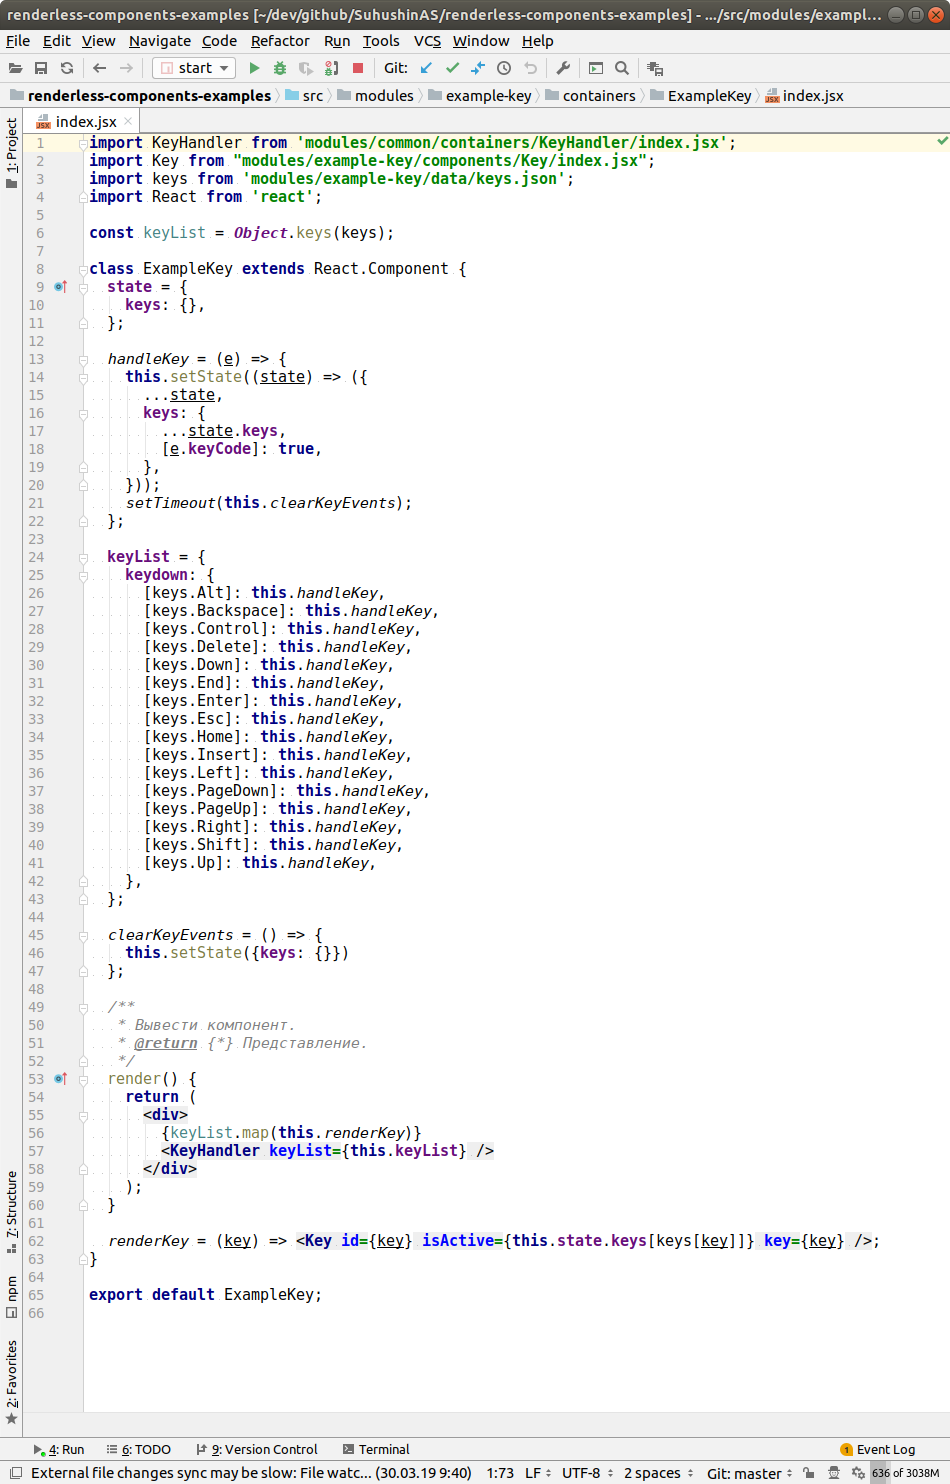 renderless-components-examples [~/dev/github/SuhushinAS/renderless-components-examples] - .../src/modules/exampl...
File Edit View Navigate Code Refactor Run Tools VCS Window Help
start Git:
renderless-components-examples src modules example-key containers ExampleKey index.jsx
1: Project
index.jsx
1 import KeyHandler from 'modules/common/containers/KeyHandler/index.jsx';
2 import Key from "modules/example-key/components/Key/index.jsx";
3 import keys from 'modules/example-key/data/keys.json';
4 import React from 'react';
5
6 const keyList = Object.keys(keys);
7
8 class ExampleKey extends React.Component {
9 state = {
10 keys: {},
11 };
12
13 handleKey = (e) => {
14 this.setState((state) => ({
15 ...state,
16 keys: {
17 ...state.keys,
18 [e.keyCode]: true,
19 },
20 }));
21 setTimeout(this.clearKeyEvents);
22 };
23
24 keyList = {
25 keydown: {
26 [keys.Alt]: this.handleKey,
27 [keys.Backspace]: this.handleKey,
28 [keys.Control]: this.handleKey,
29 [keys.Delete]: this.handleKey,
30 [keys.Down]: this.handleKey,
31 [keys.End]: this.handleKey,
32 [keys.Enter]: this.handleKey,
33 [keys.Esc]: this.handleKey,
34 [keys.Home]: this.handleKey,
35 [keys.Insert]: this.handleKey,
36 [keys.Left]: this.handleKey,
37 [keys.PageDown]: this.handleKey,
38 [keys.PageUp]: this.handleKey,
39 [keys.Right]: this.handleKey,
40 [keys.Shift]: this.handleKey,
41 [keys.Up]: this.handleKey,
42 },
43 };
44
45 clearKeyEvents = () => {
46 this.setState({keys: {}})
47 };
48
49 /**
50 * Вывести компонент.
51 * @return {*} Представление.
52 */
53 render() {
54 return (
55 <div>
56 {keyList.map(this.renderKey)}
57 <KeyHandler keyList={this.keyList} />
58 </div>
59 );
60 }
61
62 renderKey = (key) => <Key id={key} isActive={this.state.keys[keys[key]]} key={key} />;
63 }
64
65 export default ExampleKey;
66
7: Structure
npm
2: Favorites
4: Run 6: TODO 9: Version Control Terminal 1 Event Log
External file changes sync may be slow: File watc... (30.03.19 9:40) 1:73 LF UTF-8 2 spaces Git: master 636 of 3038M